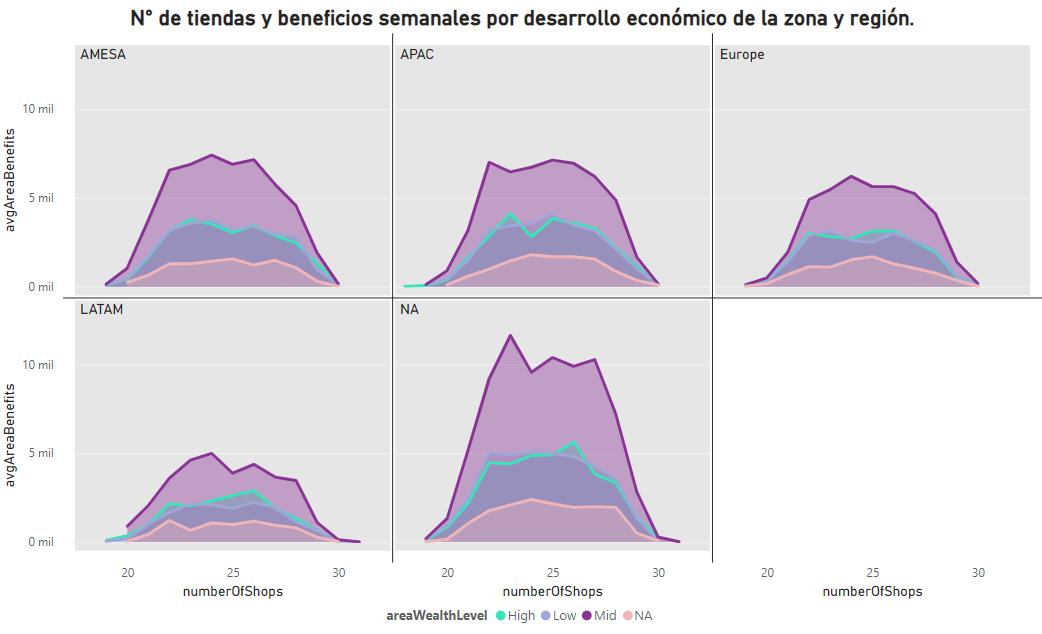 N° de tiendas y beneficios semanales por desarrollo económico de la zona y región.
AMESA
APAC
Europe
avgAreaBenefits
10 mil
5 mil
0 mil
LATAM
NA
avgAreaBenefits
10 mil
5 mil
0 mil
20 25 30
20 25 30
20 25 30
numberOfShops
numberOfShops
numberOfShops
areaWealthLevel High Low Mid NA